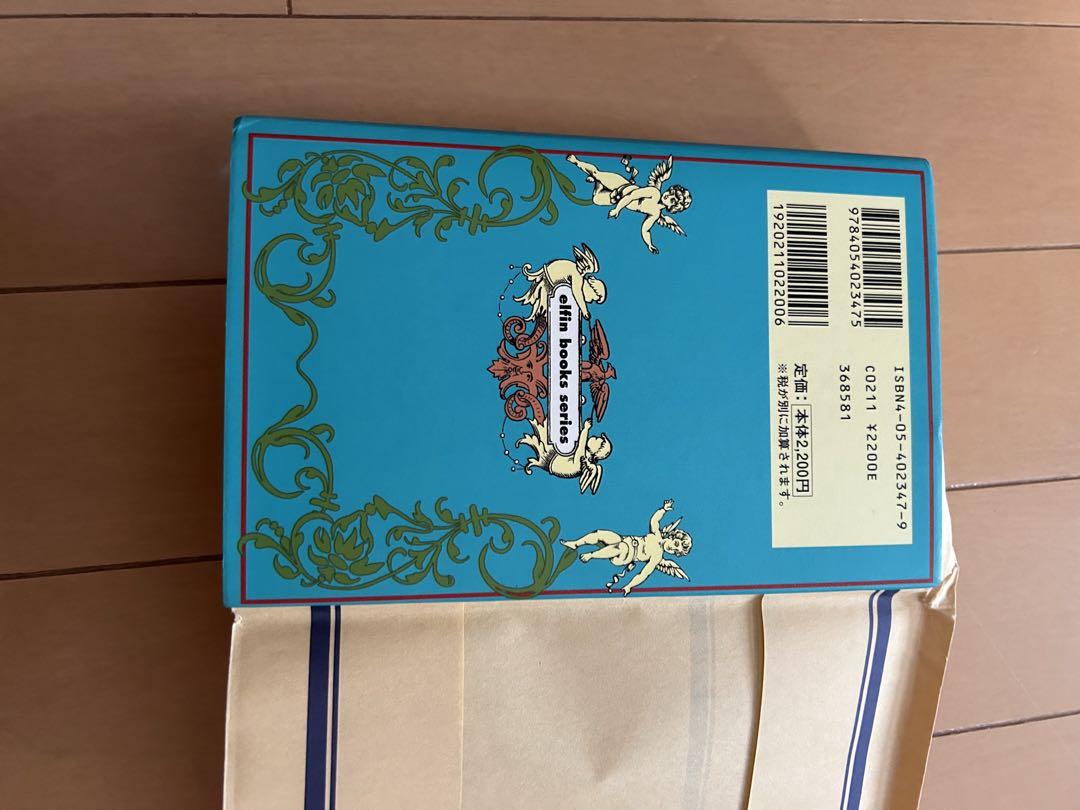 9784054023475
1920211022006
ISBN4-05-402347-9
C0211 ¥2200E
368581
定価：本体2,200円
※税が別に加算されます。
elfin books series